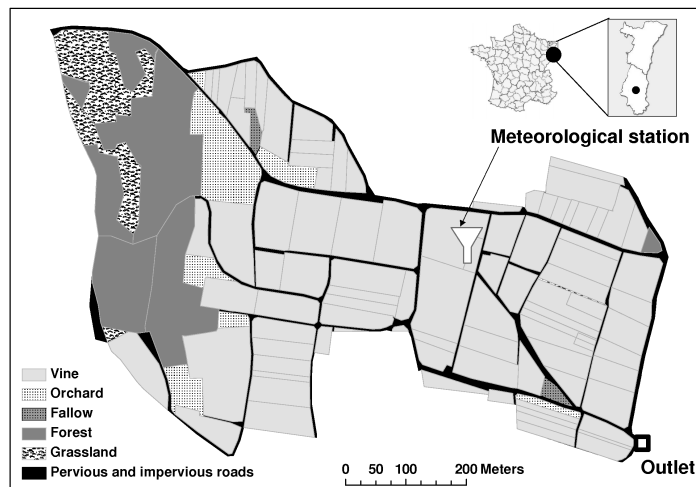 Meteorological station
Vine
Orchard
Fallow
Forest
Grassland
Pervious and impervious roads
0 50 100 200 Meters
Outlet